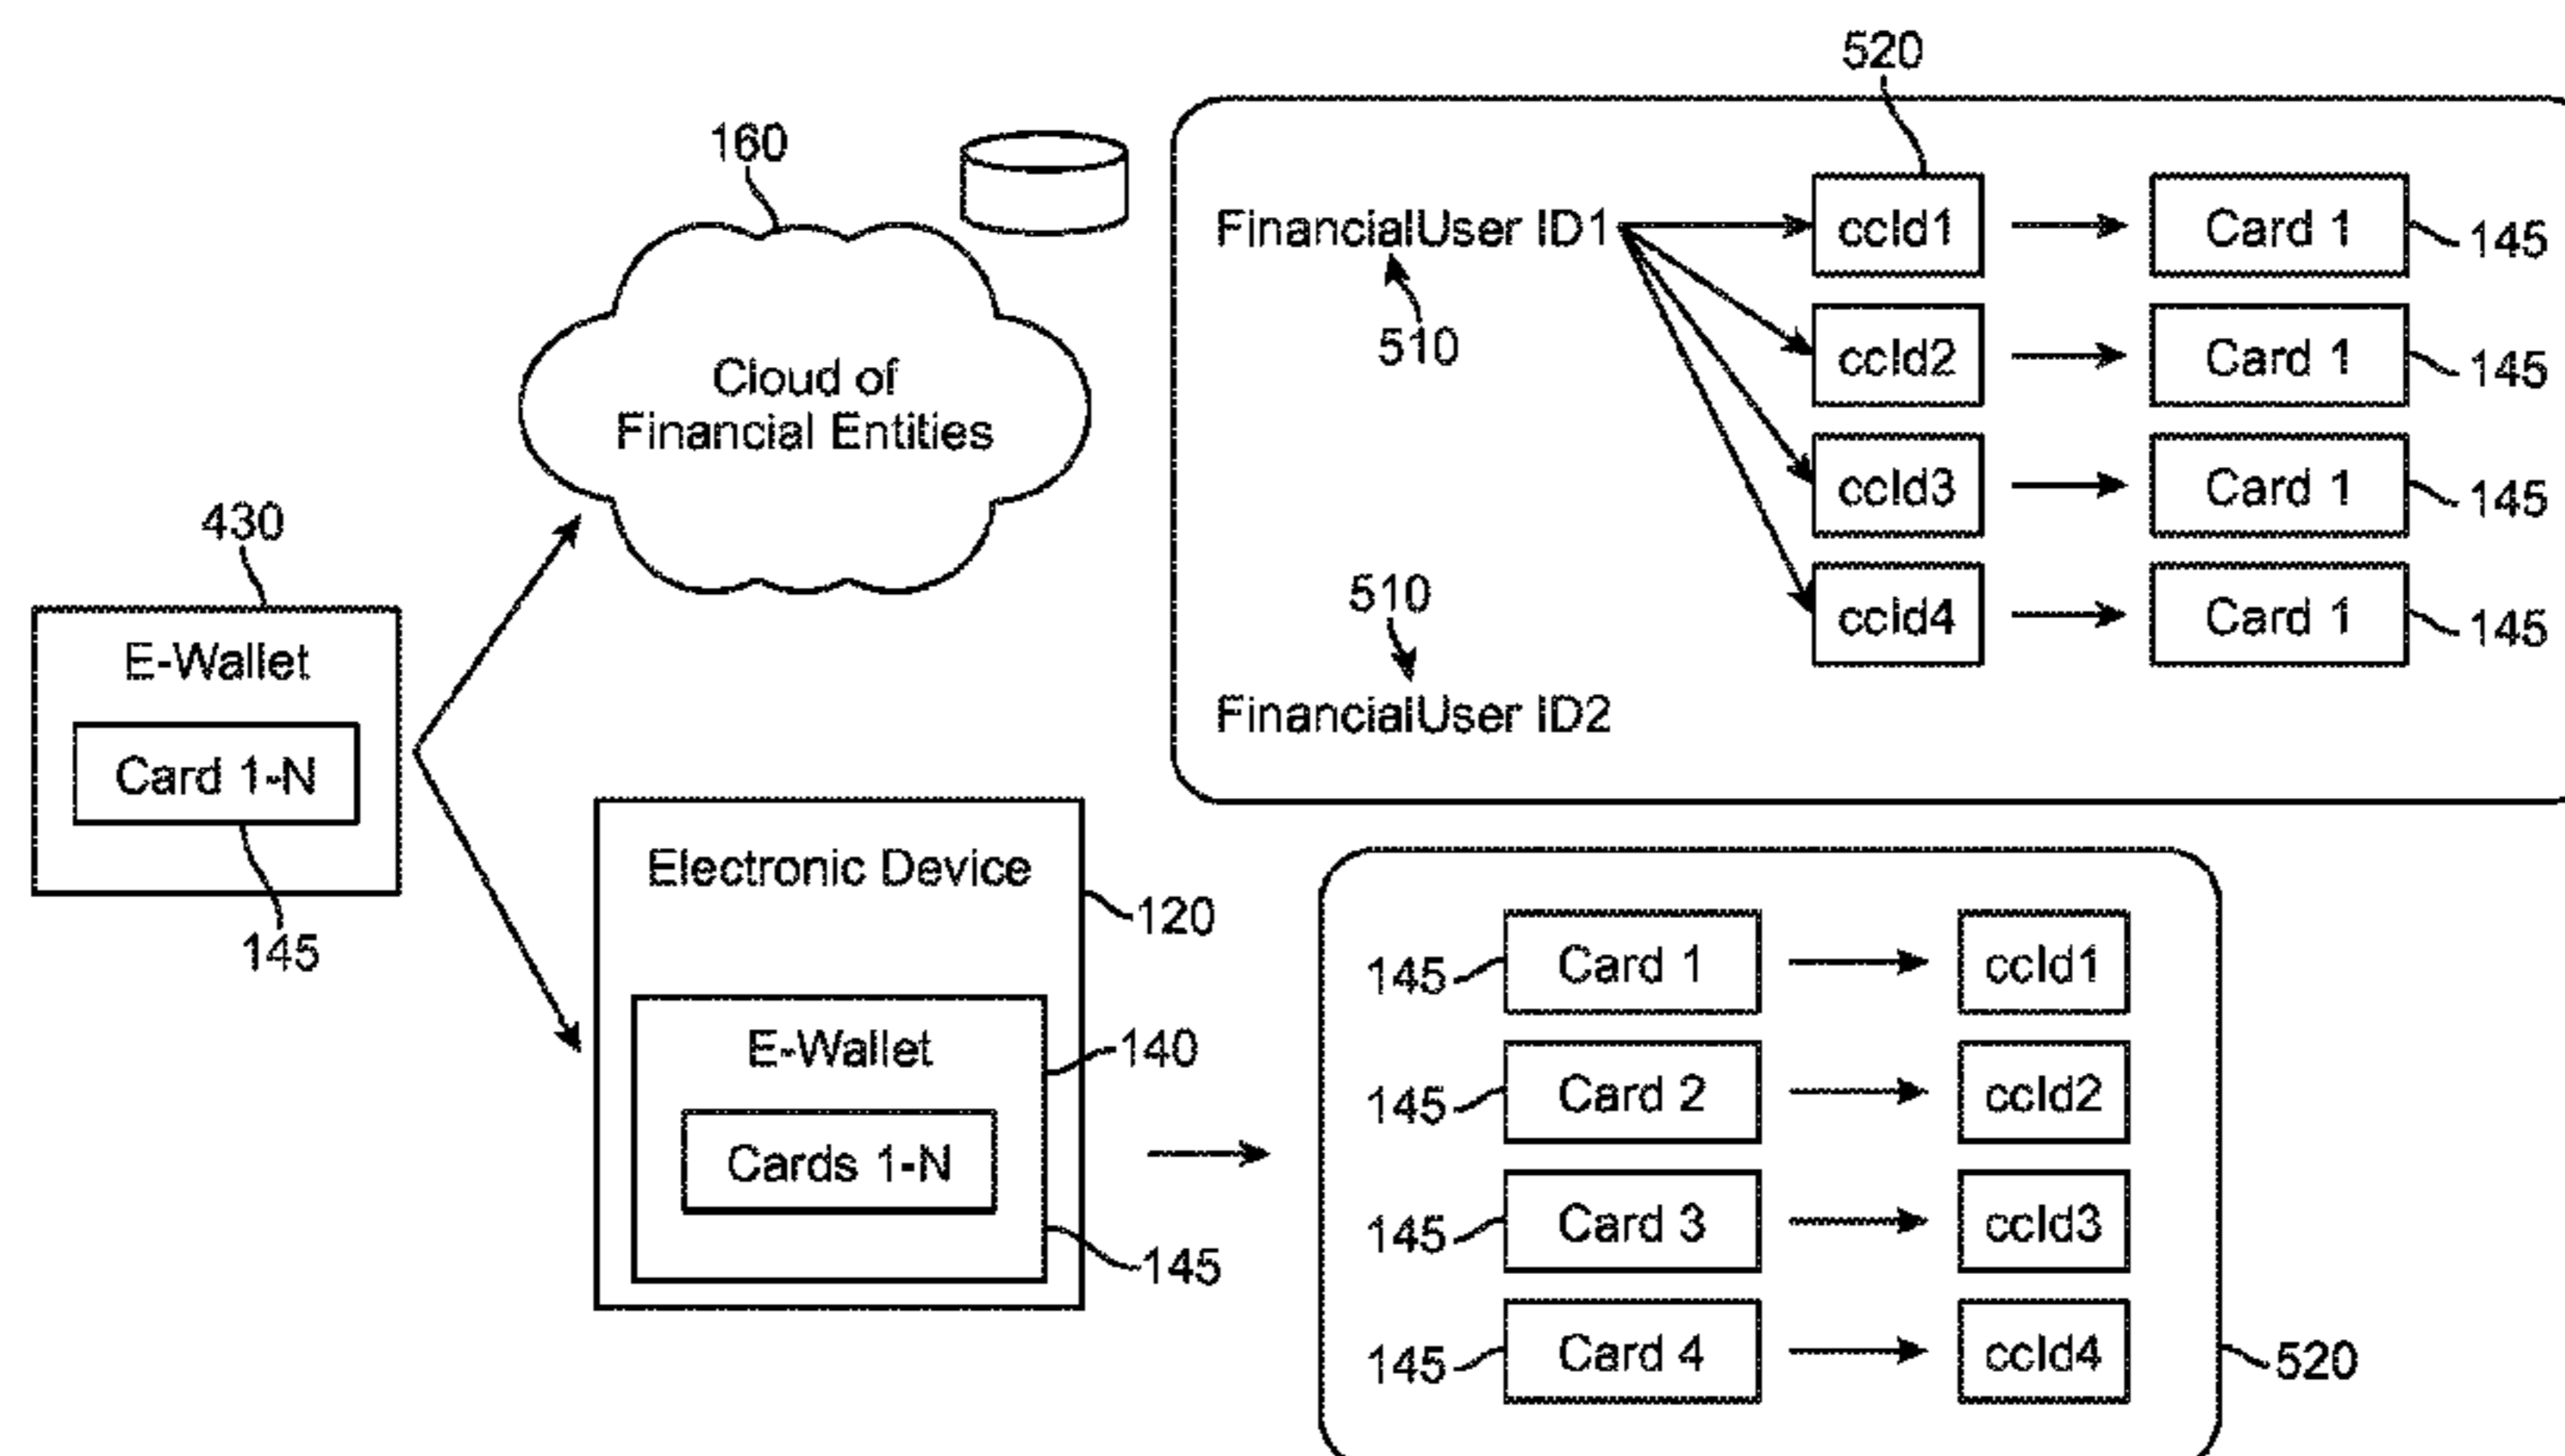 520
160
FinancialUser ID1
ccId1
Card 1
145
510
ccId2
Card 1
145
Cloud of
Financial Entities
ccId3
Card 1
145
430
510
ccId4
Card 1
145
E-Wallet
FinancialUser ID2
Card 1-N
145
Electronic Device
120
E-Wallet
140
Cards 1-N
145
145
Card 1
ccId1
145
Card 2
ccId2
145
Card 3
ccId3
145
Card 4
ccId4
520